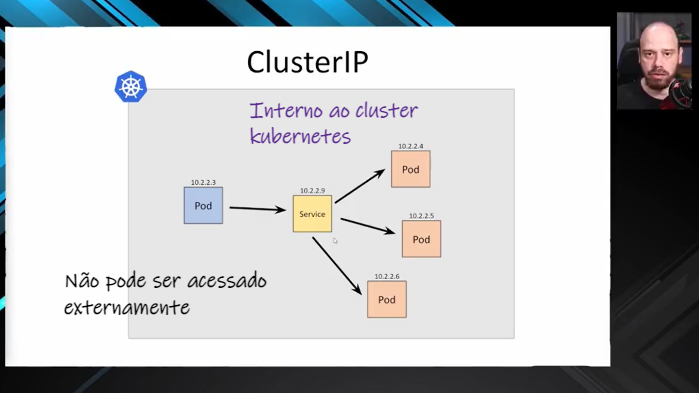 ClusterIP
Interno ao cluster
kubernetes
10.2.2.4
Pod
10.2.2.3
Pod
10.2.2.9
Service
10.2.2.5
Pod
Não pode ser acessado
externamente
10.2.2.6
Pod